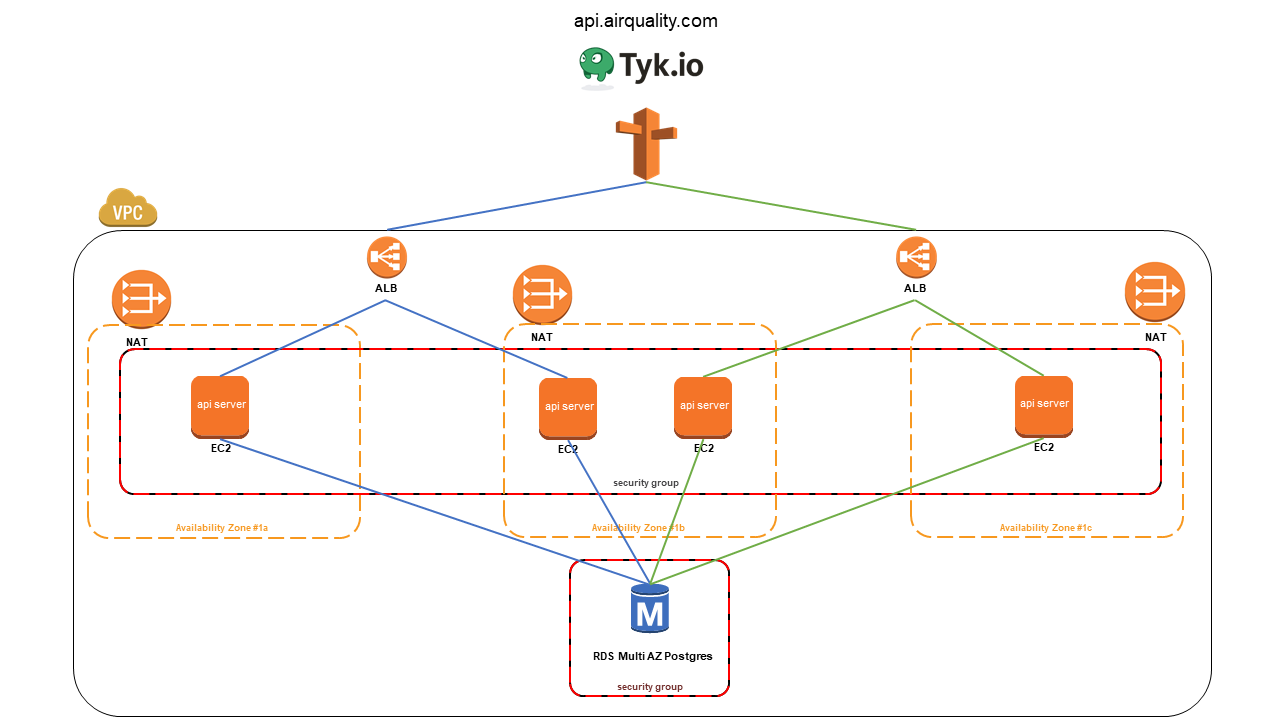 api.airquality.com
Tyk.io
VPC
ALB
ALB
NAT
NAT
NAT
api server
api server
api server
api server
EC2
EC2
EC2
EC2
security group
Availability Zone #1a
Availability Zone #1b
Availability Zone #1c
M
RDS Multi AZ Postgres
security group